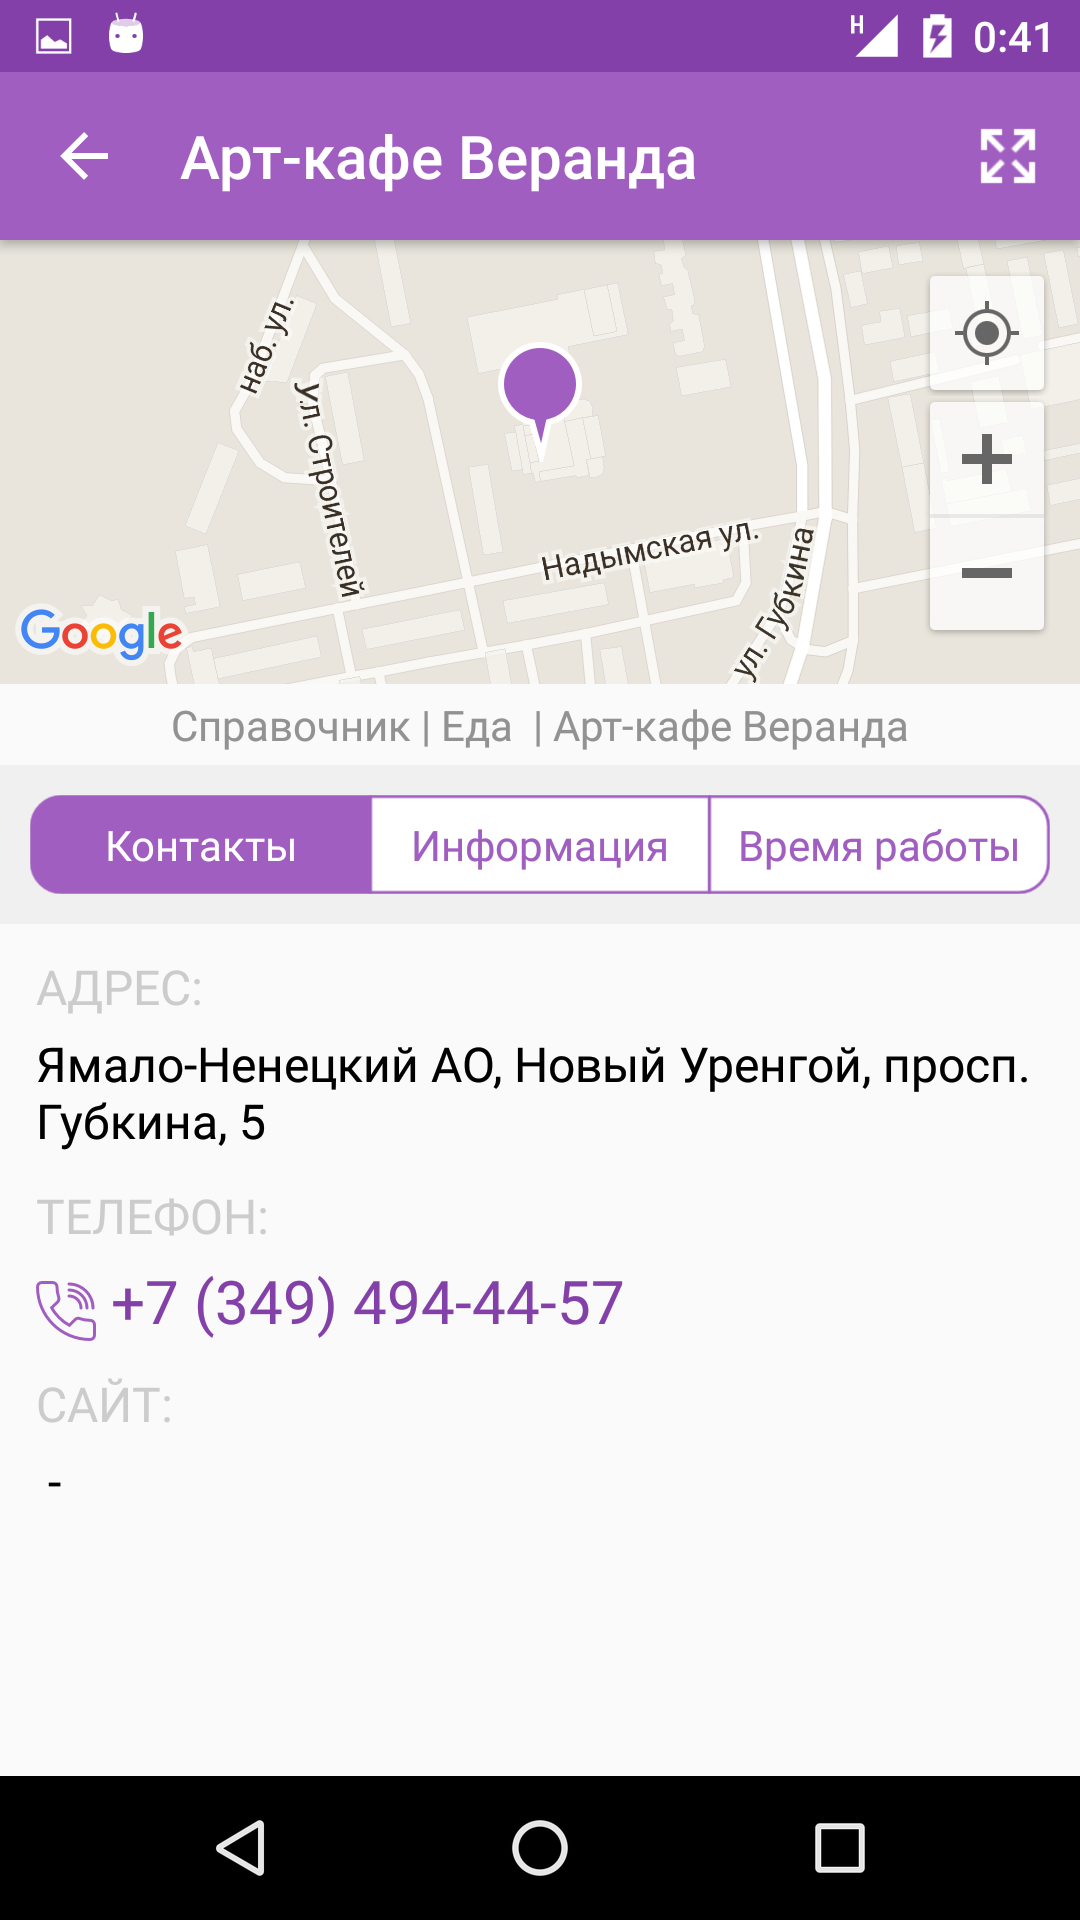 H
0:41
Арт-кафе Веранда
наб. ул.
Ул. Строителей
Надымская ул.
ул. Губкина
Google
Справочник | Еда | Арт-кафе Веранда
Контакты
Информация
Время работы
АДРЕС:
Ямало-Ненецкий АО, Новый Уренгой, просп.
Губкина, 5
ТЕЛЕФОН:
+7 (349) 494-44-57
САЙТ:
-